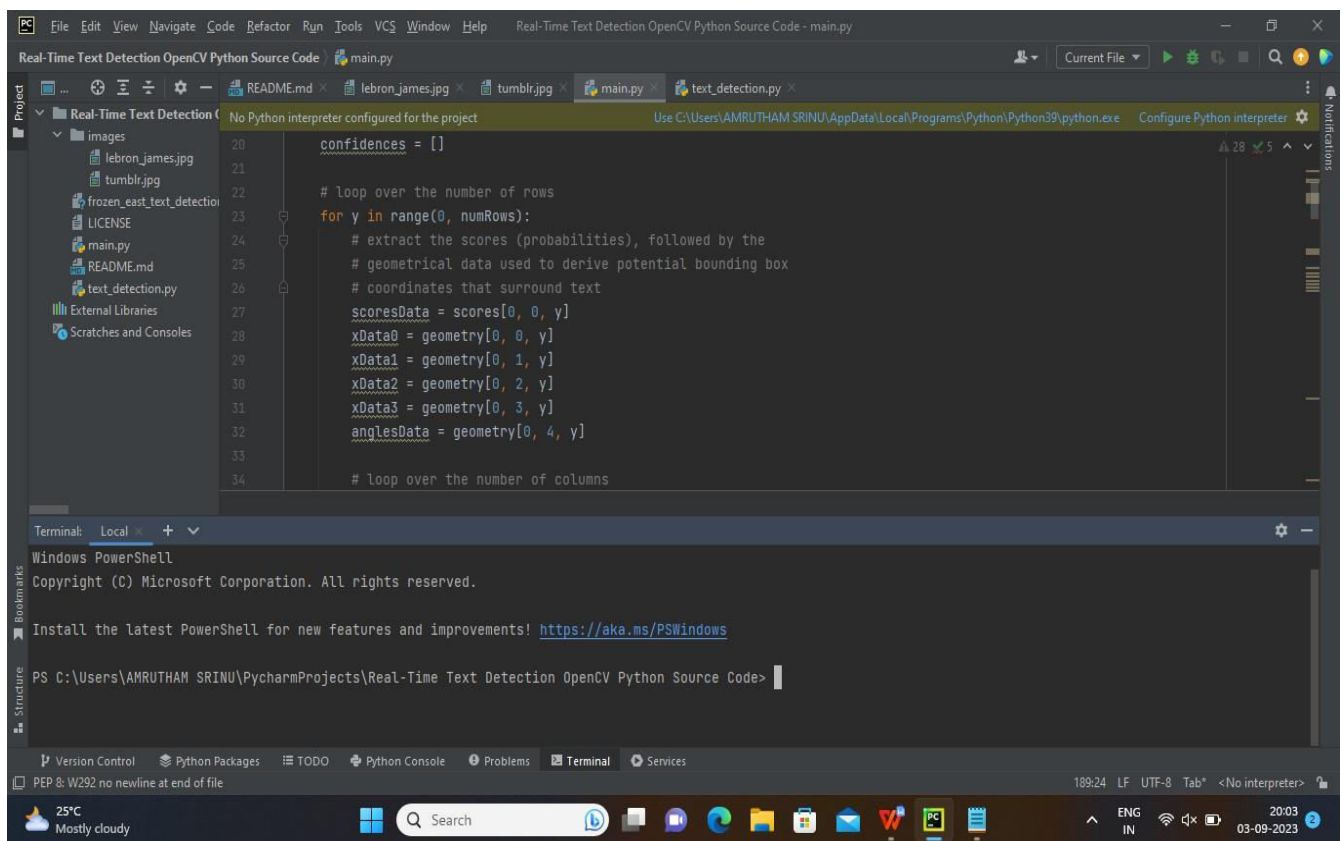 PC File Edit View Navigate Code Refactor Run Tools VCS Window Help Real-Time Text Detection OpenCV Python Source Code - main.py
Real-Time Text Detection OpenCV Python Source Code main.py Current File
Project ... README.md lebron_james.jpg tumblr.jpg main.py text_detection.py
Real-Time Text Detection
images
lebron_james.jpg
tumblr.jpg
frozen_east_text_detection
LICENSE
main.py
README.md
text_detection.py
External Libraries
Scratches and Consoles
No Python interpreter configured for the project Use C:\Users\AMRUTHAM SRINU\AppData\Local\Programs\Python\Python39\python.exe Configure Python interpreter
28 5
20 confidences = []
21
22 # loop over the number of rows
23 for y in range(0, numRows):
24 # extract the scores (probabilities), followed by the
25 # geometrical data used to derive potential bounding box
26 # coordinates that surround text
27 scoresData = scores[0, 0, y]
28 xData0 = geometry[0, 0, y]
29 xData1 = geometry[0, 1, y]
30 xData2 = geometry[0, 2, y]
31 xData3 = geometry[0, 3, y]
32 anglesData = geometry[0, 4, y]
33
34 # loop over the number of columns
Notifications
Terminal: Local
Windows PowerShell
Copyright (C) Microsoft Corporation. All rights reserved.
Install the latest PowerShell for new features and improvements! https://aka.ms/PSWindows
PS C:\Users\AMRUTHAM SRINU\PycharmProjects\Real-Time Text Detection OpenCV Python Source Code>
Bookmarks
Structure
Version Control Python Packages TODO Python Console Problems Terminal Services
PEP 8: W292 no newline at end of file 189:24 LF UTF-8 Tab* <No interpreter>
25°C
Mostly cloudy
Search
ENG
IN
20:03
03-09-2023
2